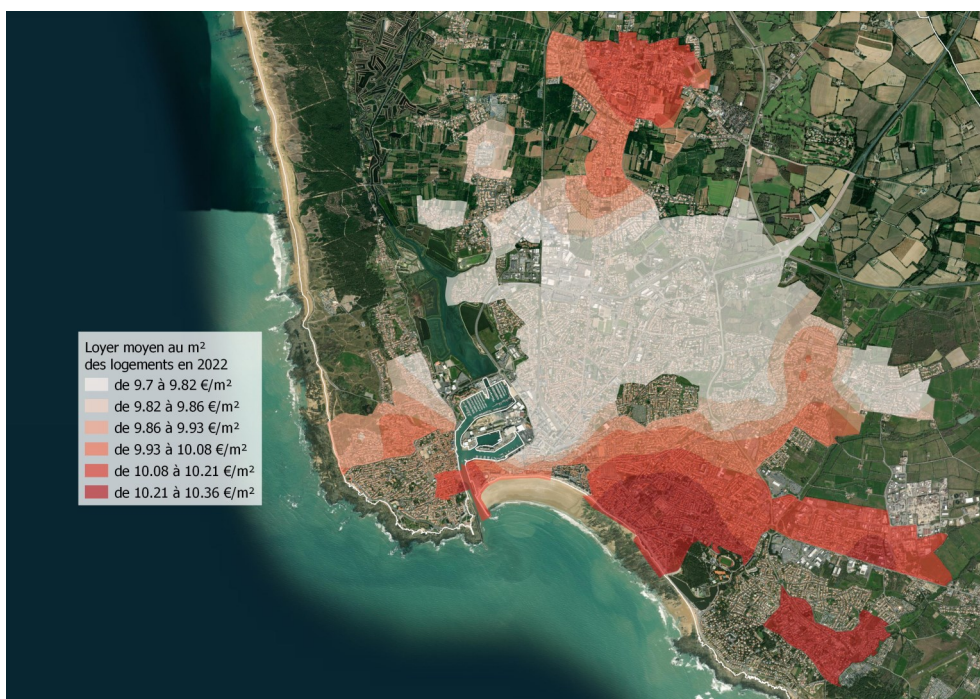 Loyer moyen au m²
des logements en 2022
de 9.7 à 9.82 €/m²
de 9.82 à 9.86 €/m²
de 9.86 à 9.93 €/m²
de 9.93 à 10.08 €/m²
de 10.08 à 10.21 €/m²
de 10.21 à 10.36 €/m²